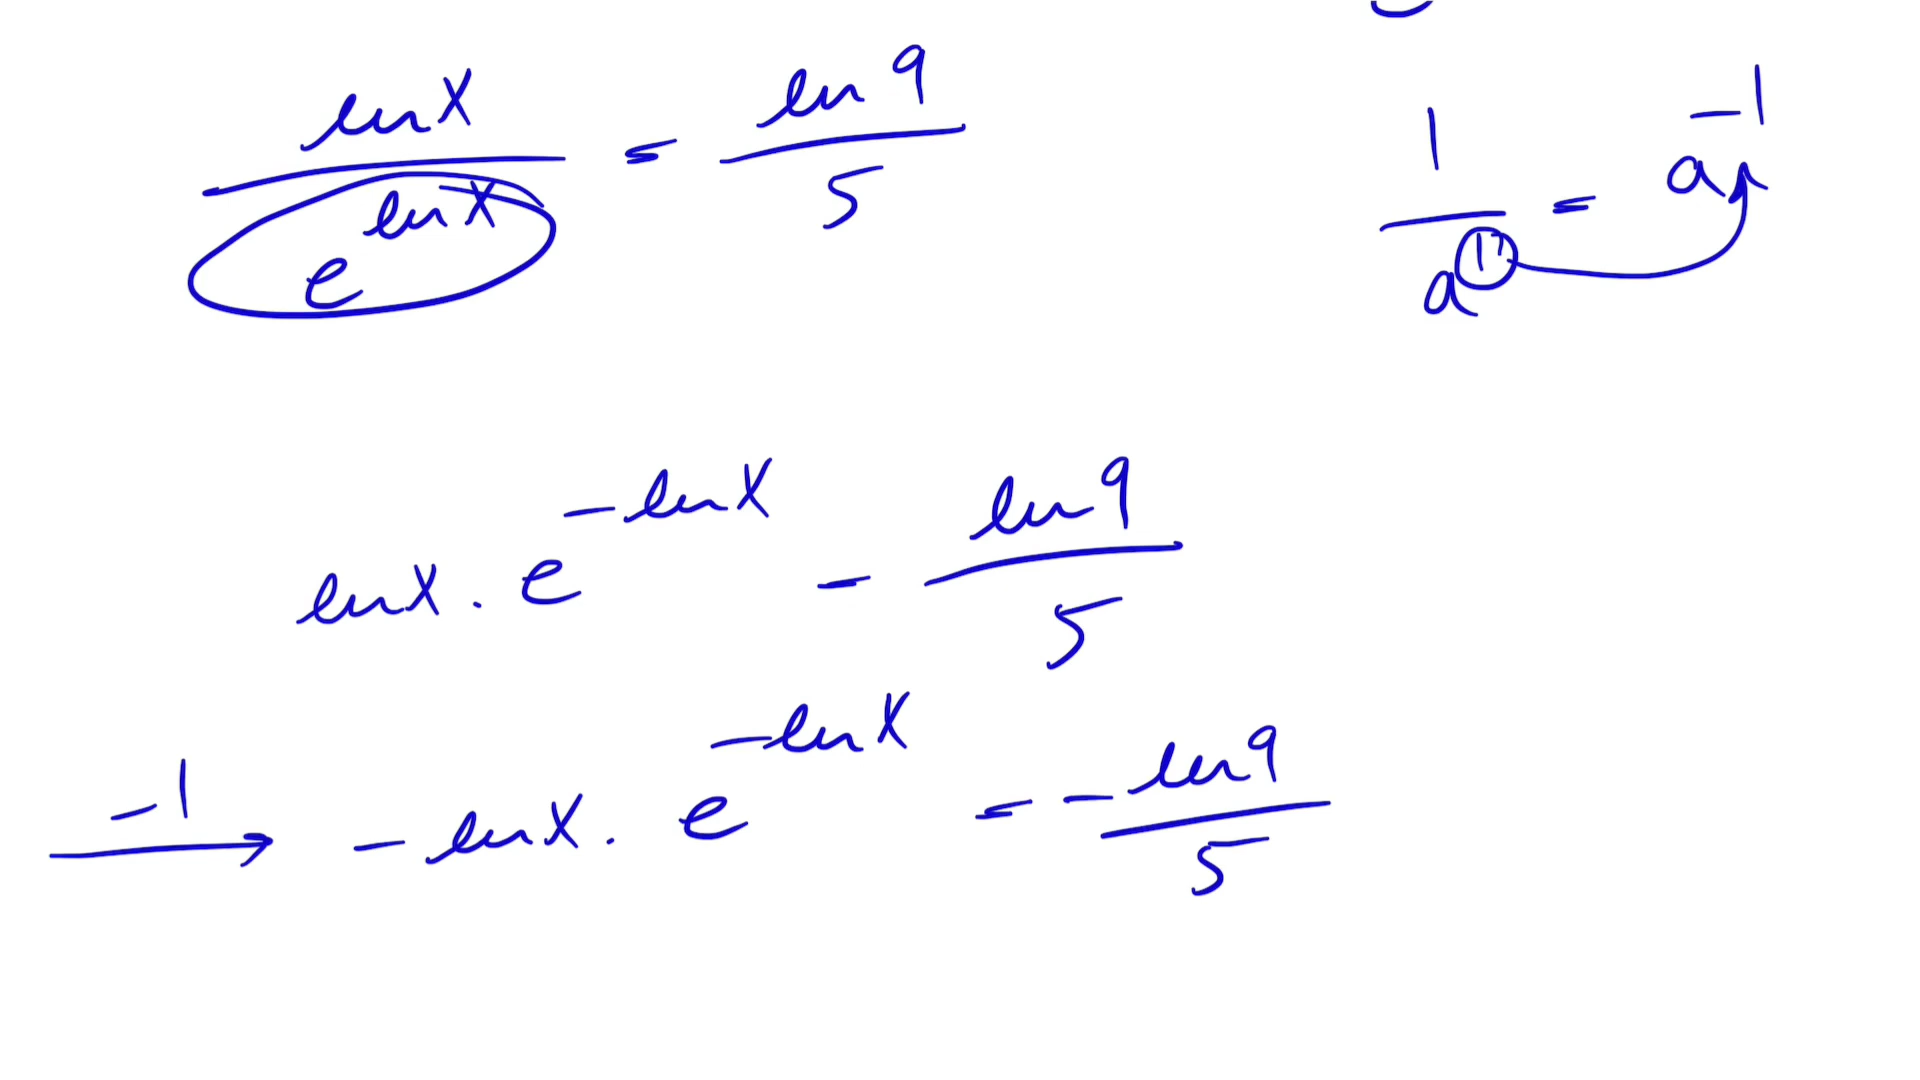 ln x / e^(ln x) = ln 9 / 5
1 / a^1 = a^-1
ln x . e^(-ln x) - ln 9 / 5
-1 → - ln x . e^(-ln x) = - ln 9 / 5